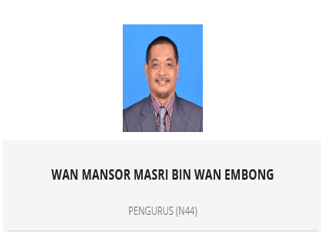 WAN MANSOR MASRI BIN WAN EMBONG
PENGURUS (N44)